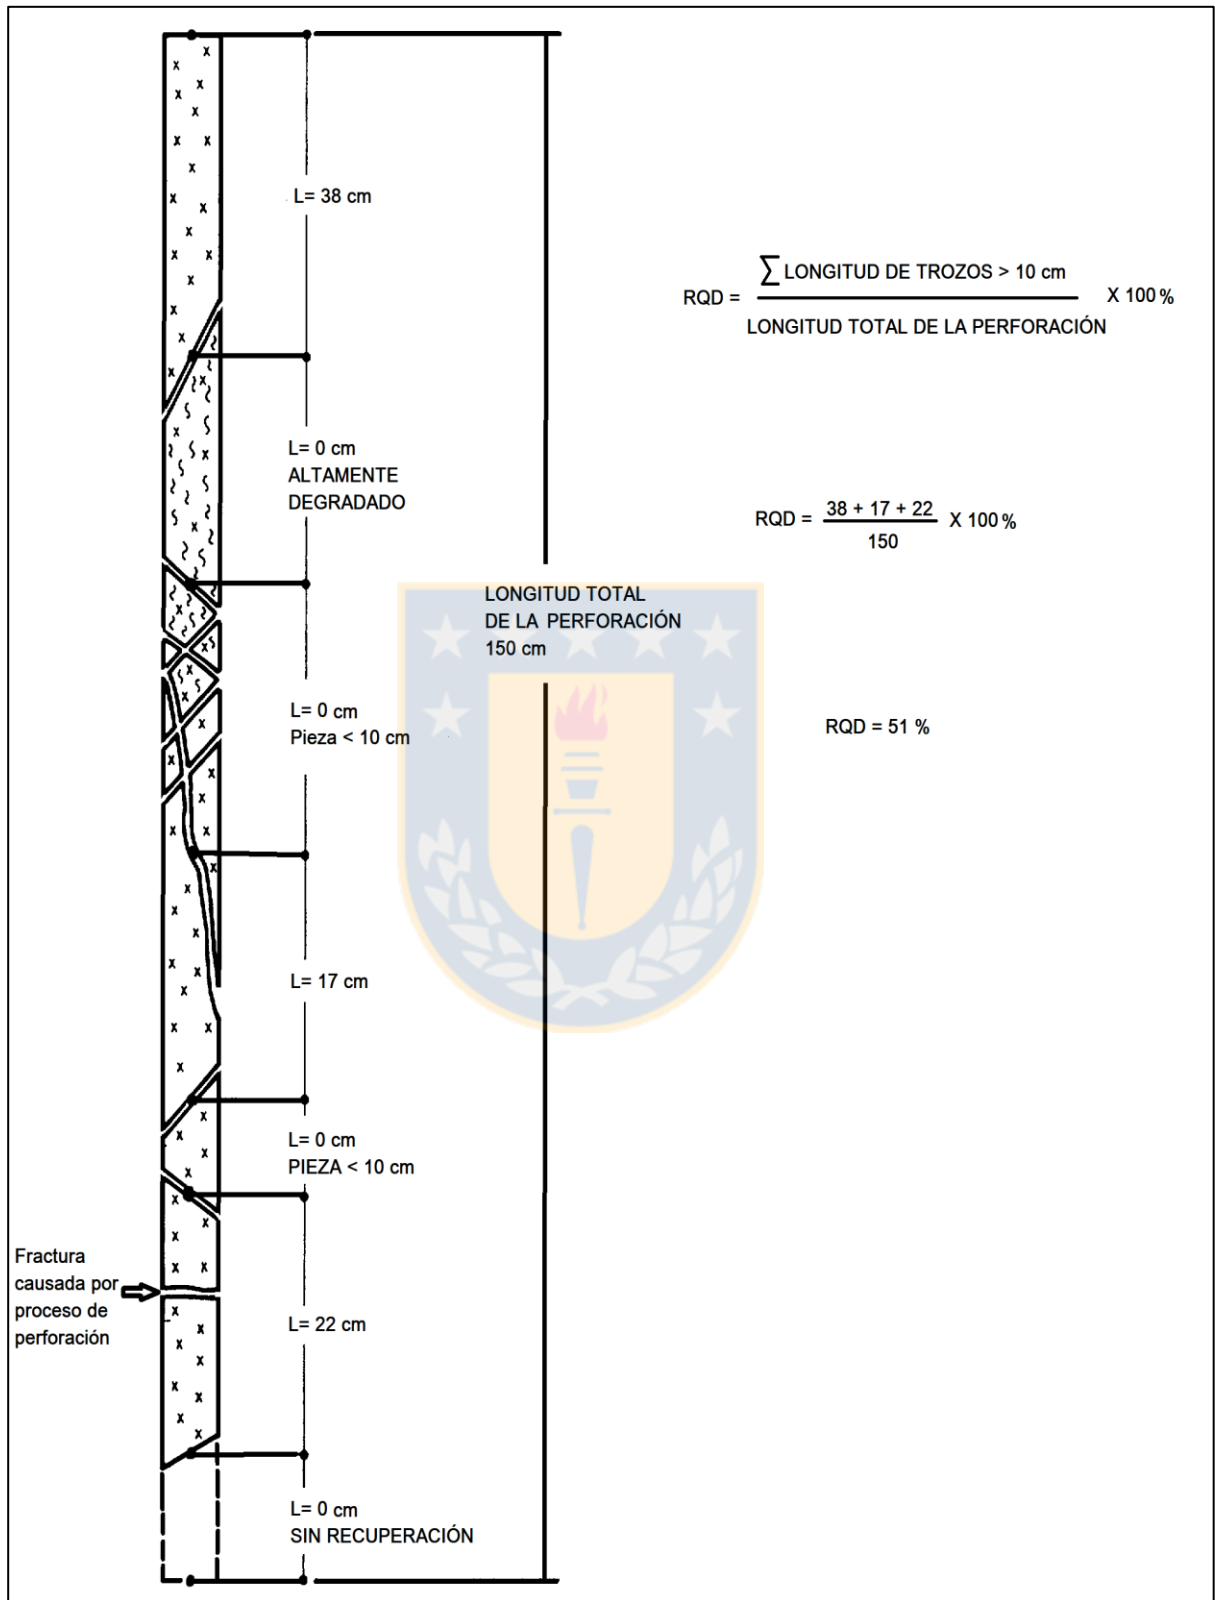 L= 38 cm
RQD = ∑ LONGITUD DE TROZOS > 10 cm X 100 %
LONGITUD TOTAL DE LA PERFORACIÓN
L= 0 cm
ALTAMENTE
DEGRADADO
RQD = 38 + 17 + 22 X 100 %
150
LONGITUD TOTAL
DE LA PERFORACIÓN
150 cm
L= 0 cm
Pieza < 10 cm
RQD = 51 %
L= 17 cm
L= 0 cm
PIEZA < 10 cm
Fractura
causada por
proceso de
perforación
L= 22 cm
L= 0 cm
SIN RECUPERACIÓN